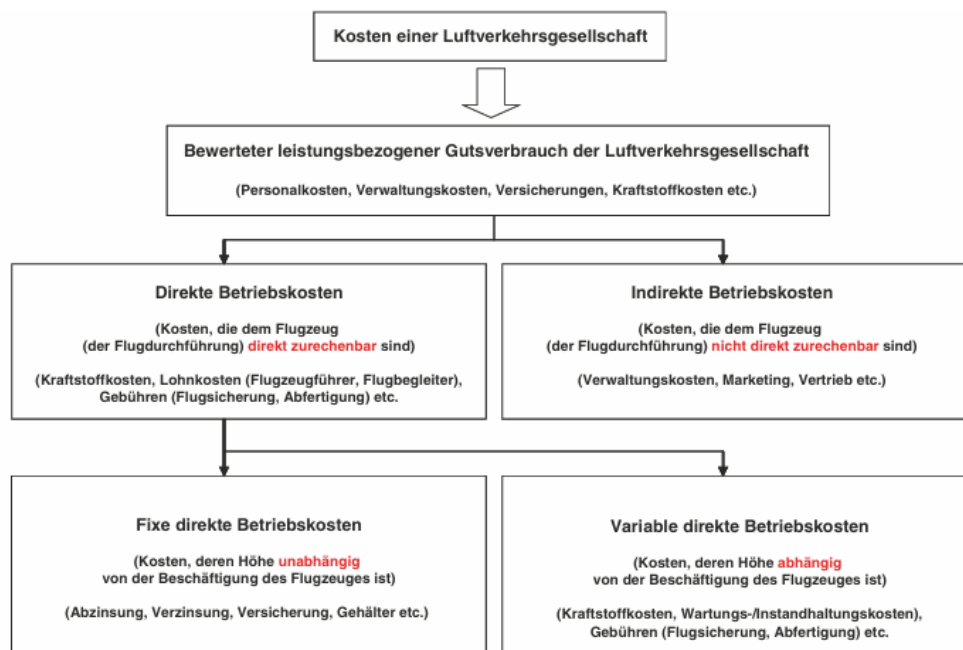 Kosten einer Luftverkehrsgesellschaft
Bewerteter leistungsbezogener Gutsverbrauch der Luftverkehrsgesellschaft
(Personalkosten, Verwaltungskosten, Versicherungen, Kraftstoffkosten etc.)
Direkte Betriebskosten
(Kosten, die dem Flugzeug
(der Flugdurchführung) direkt zurechenbar sind)
(Kraftstoffkosten, Lohnkosten (Flugzeugführer, Flugbegleiter),
Gebühren (Flugsicherung, Abfertigung) etc.
Indirekte Betriebskosten
(Kosten, die dem Flugzeug
(der Flugdurchführung) nicht direkt zurechenbar sind)
(Verwaltungskosten, Marketing, Vertrieb etc.)
Fixe direkte Betriebskosten
(Kosten, deren Höhe unabhängig
von der Beschäftigung des Flugzeuges ist)
(Abzinsung, Verzinsung, Versicherung, Gehälter etc.)
Variable direkte Betriebskosten
(Kosten, deren Höhe abhängig
von der Beschäftigung des Flugzeuges ist)
(Kraftstoffkosten, Wartungs-/Instandhaltungskosten),
Gebühren (Flugsicherung, Abfertigung) etc.